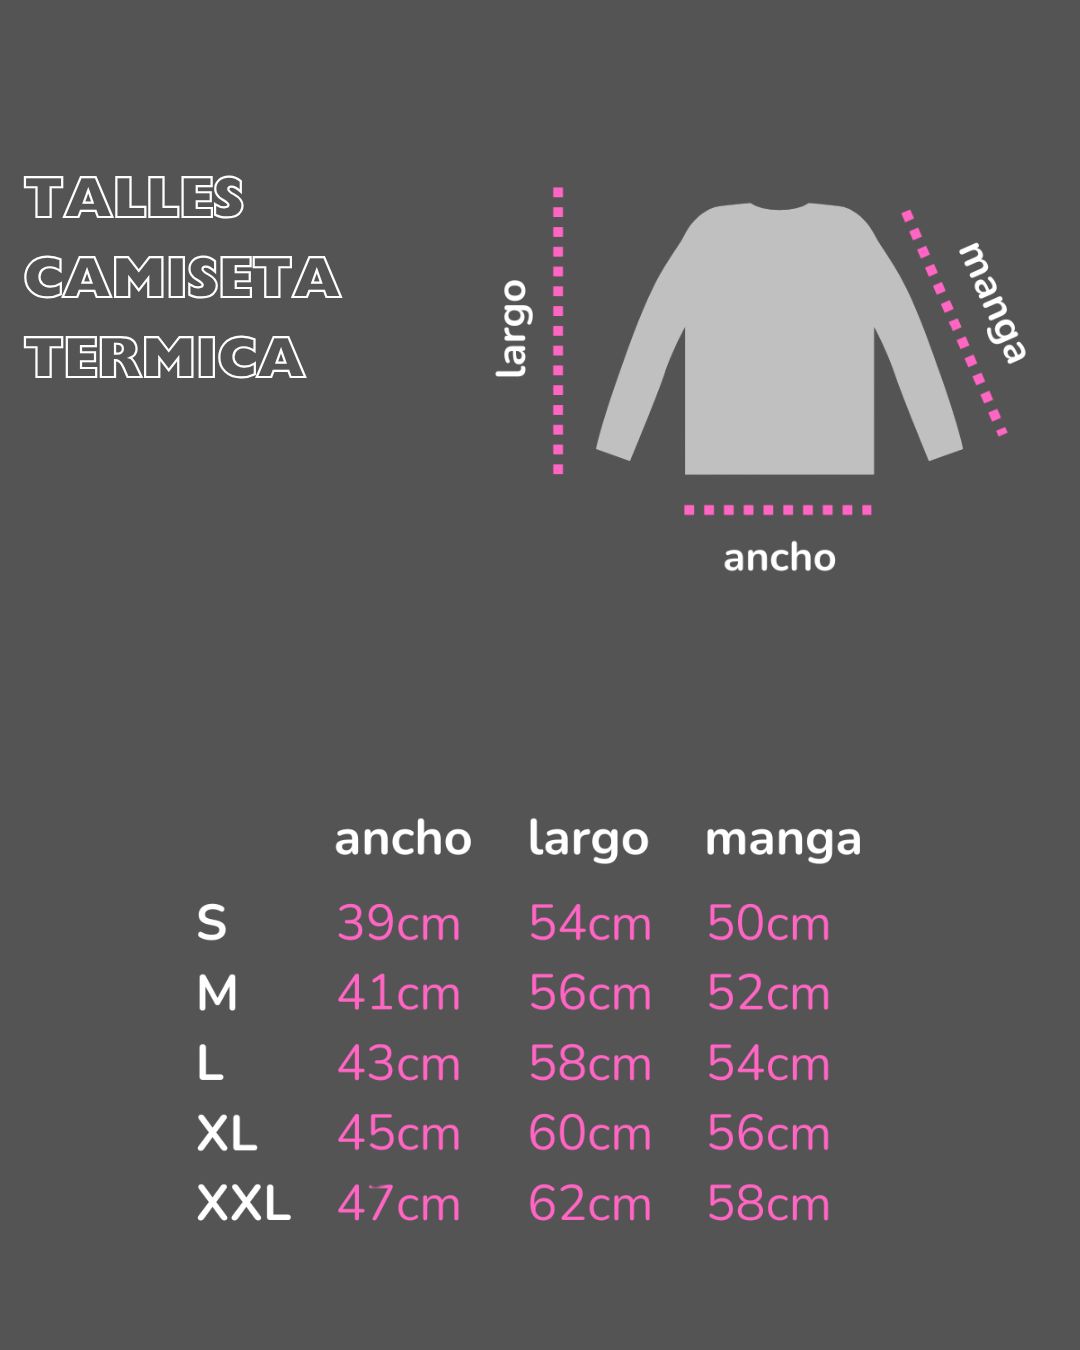 TALLES
CAMISETA
TERMICA
largo
manga
ancho
ancho largo manga
S 39cm 54cm 50cm
M 41cm 56cm 52cm
L 43cm 58cm 54cm
XL 45cm 60cm 56cm
XXL 47cm 62cm 58cm